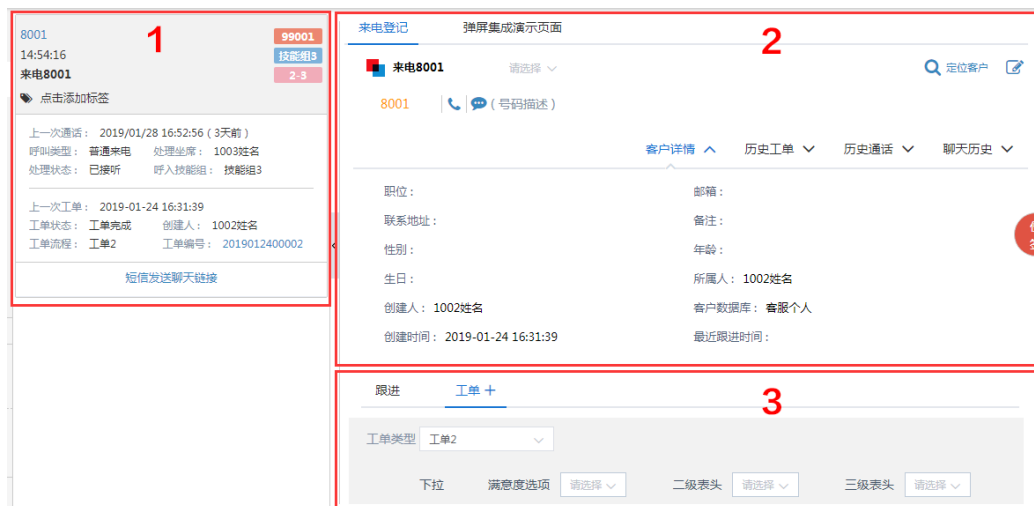 1
8001
99001
14:54:16
技能组3
来电8001
2-3
点击添加标签
上一次通话： 2019/01/28 16:52:56 ( 3天前 )
呼叫类型： 普通来电 处理坐席： 1003姓名
处理状态： 已接听 呼入技能组： 技能组3
上一次工单： 2019-01-24 16:31:39
工单状态： 工单完成 创建人： 1002姓名
工单流程： 工单2 工单编号： 2019012400002
短信发送聊天链接
来电登记 弹屏集成演示页面
2
来电8001 请选择 定位客户
8001 ( 号码描述 )
客户详情 历史工单 历史通话 聊天历史
职位： 邮箱：
联系地址： 备注：
性别： 年龄：
生日： 所属人： 1002姓名
创建人： 1002姓名 客户数据库： 客服个人
创建时间： 2019-01-24 16:31:39 最近跟进时间：
跟进 工单 +
3
工单类型 工单2
下拉 满意度选项 请选择 二级表头 请选择 三级表头 请选择